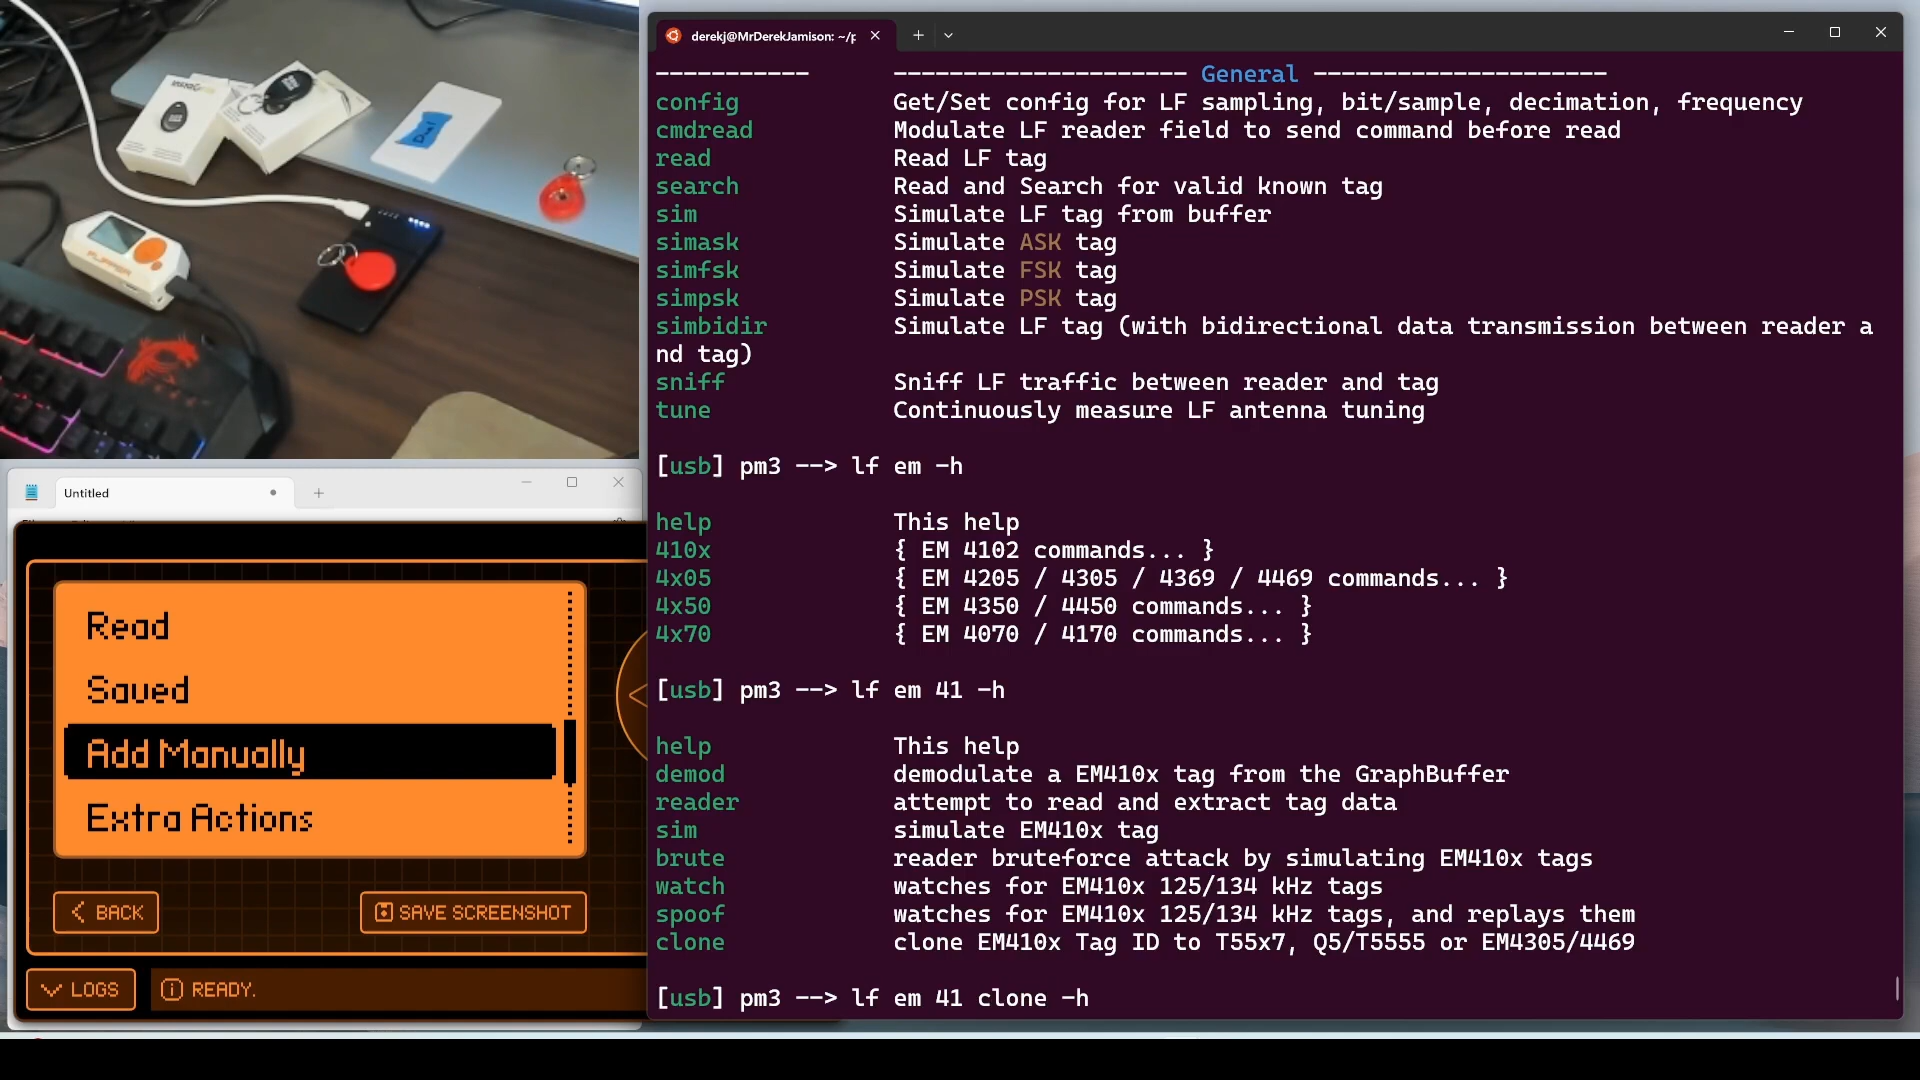 derekj@MrDerekJamison: ~/p
----------- --------------------- General ---------------------
config Get/Set config for LF sampling, bit/sample, decimation, frequency
cmdread Modulate LF reader field to send command before read
read Read LF tag
search Read and Search for valid known tag
sim Simulate LF tag from buffer
simask Simulate ASK tag
simfsk Simulate FSK tag
simpsk Simulate PSK tag
simbidir Simulate LF tag (with bidirectional data transmission between reader a
nd tag)
sniff Sniff LF traffic between reader and tag
tune Continuously measure LF antenna tuning
[usb] pm3 --> lf em -h
help This help
410x { EM 4102 commands... }
4x05 { EM 4205 / 4305 / 4369 / 4469 commands... }
4x50 { EM 4350 / 4450 commands... }
4x70 { EM 4070 / 4170 commands... }
[usb] pm3 --> lf em 41 -h
help This help
demod demodulate a EM410x tag from the GraphBuffer
reader attempt to read and extract tag data
sim simulate EM410x tag
brute reader bruteforce attack by simulating EM410x tags
watch watches for EM410x 125/134 kHz tags
spoof watches for EM410x 125/134 kHz tags, and replays them
clone clone EM410x Tag ID to T55x7, Q5/T5555 or EM4305/4469
[usb] pm3 --> lf em 41 clone -h
Dual
FLIPPER
Untitled
Read
Saved
Add Manually
Extra Actions
BACK
SAVE SCREENSHOT
LOGS
READY.